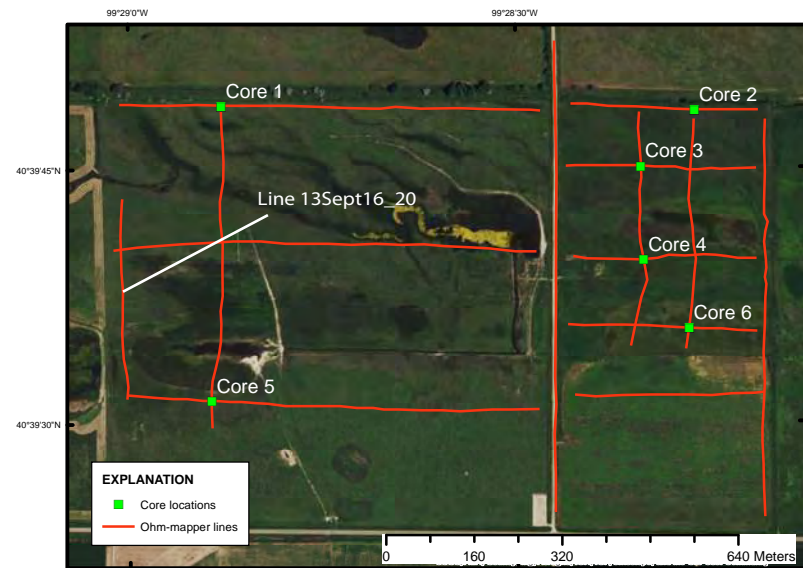 99°29'0"W
99°28'30"W
Core 1
Core 2
Core 3
40°39'45"N
Line 13Sept16_20
Core 4
Core 6
Core 5
40°39'30"N
EXPLANATION
Core locations
Ohm-mapper lines
0 160 320 640 Meters